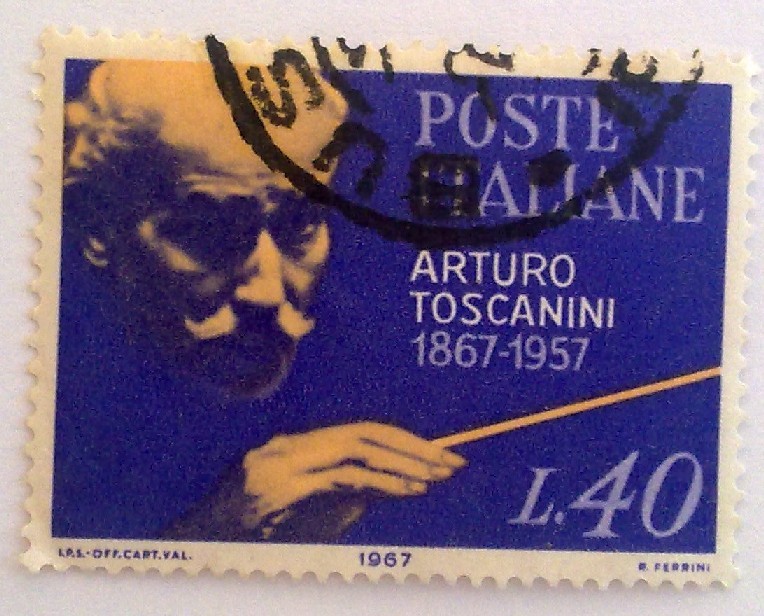 POSTE
ITALIANE
ARTURO
TOSCANINI
1867-1957
L.40
I.P.S.-OFF.CART.VAL.
1967
R. FERRINI